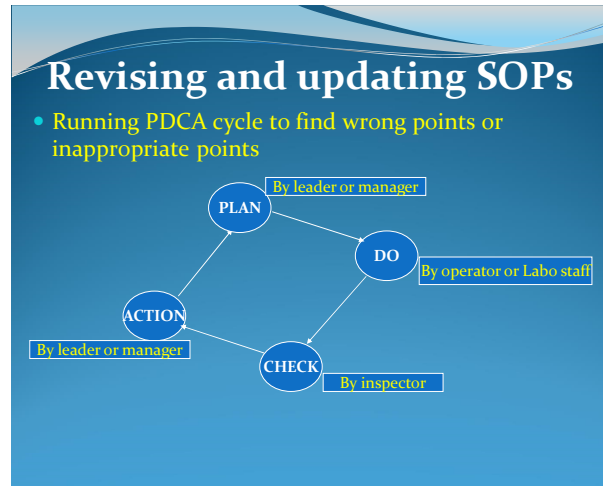 Revising and updating SOPs
• Running PDCA cycle to find wrong points or
inappropriate points
By leader or manager
PLAN
DO
By operator or Labo staff
ACTION
By leader or manager
CHECK
By inspector